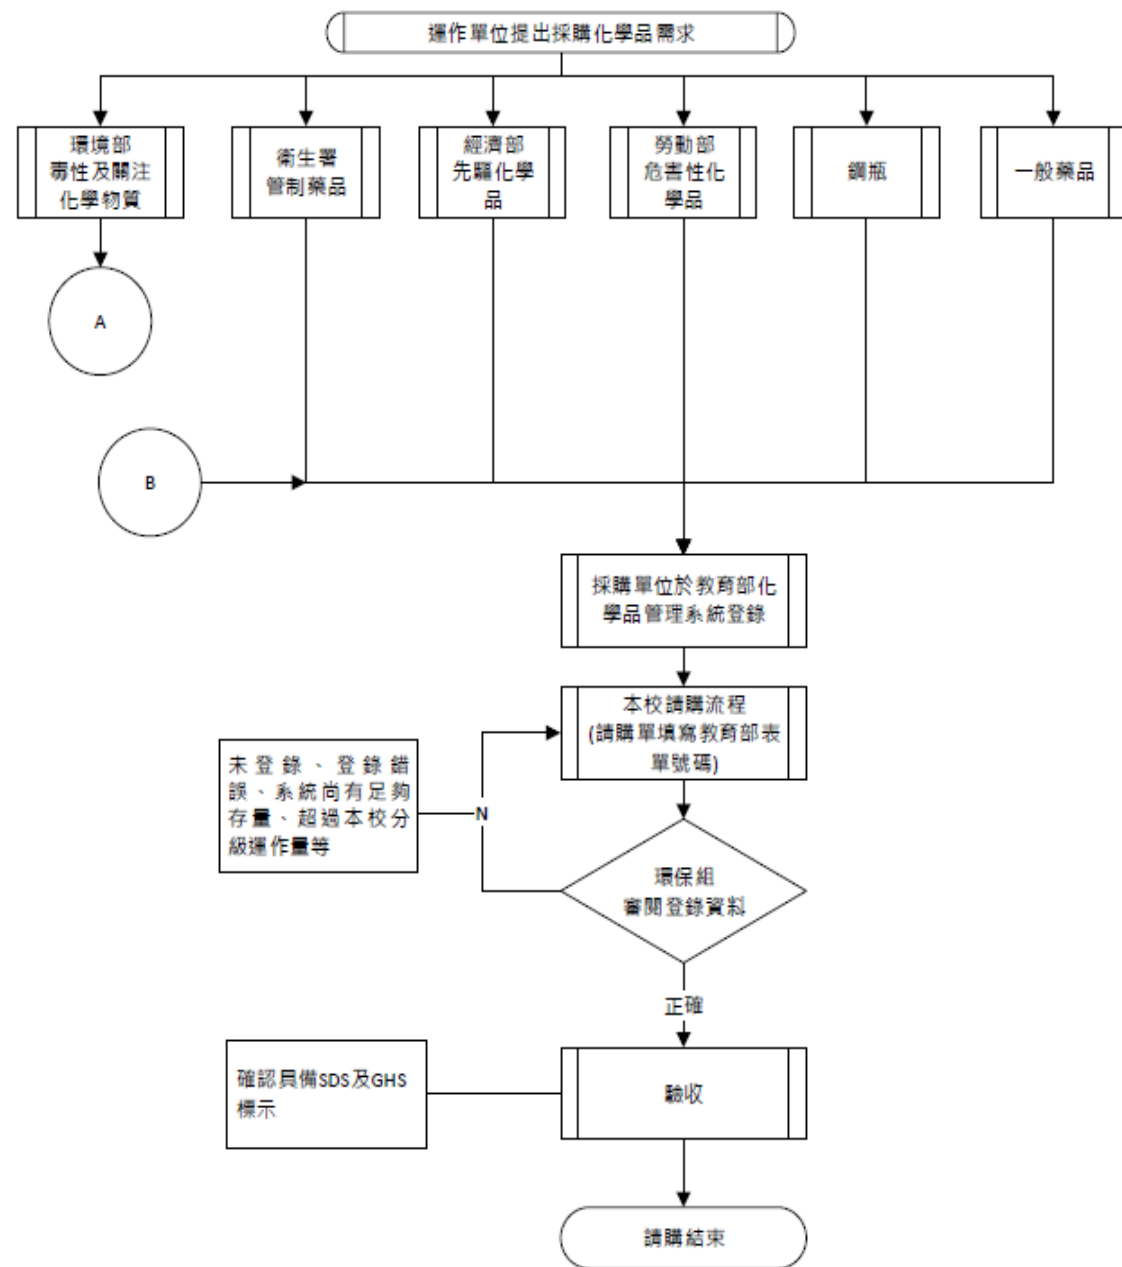 運作單位提出採購化學品需求
環境部
毒性及關注
化學物質
衛生署
管制藥品
經濟部
先驅化學
品
勞動部
危害性化
學品
鋼瓶
一般藥品
A
B
採購單位於教育部化
學品管理系統登錄
本校請購流程
(請購單填寫教育部表
單號碼)
未登錄、登錄錯
誤、系統尚有足夠
存量、超過本校分
級運作量等
N
環保組
審閱登錄資料
正確
確認具備SDS及GHS
標示
驗收
請購結束